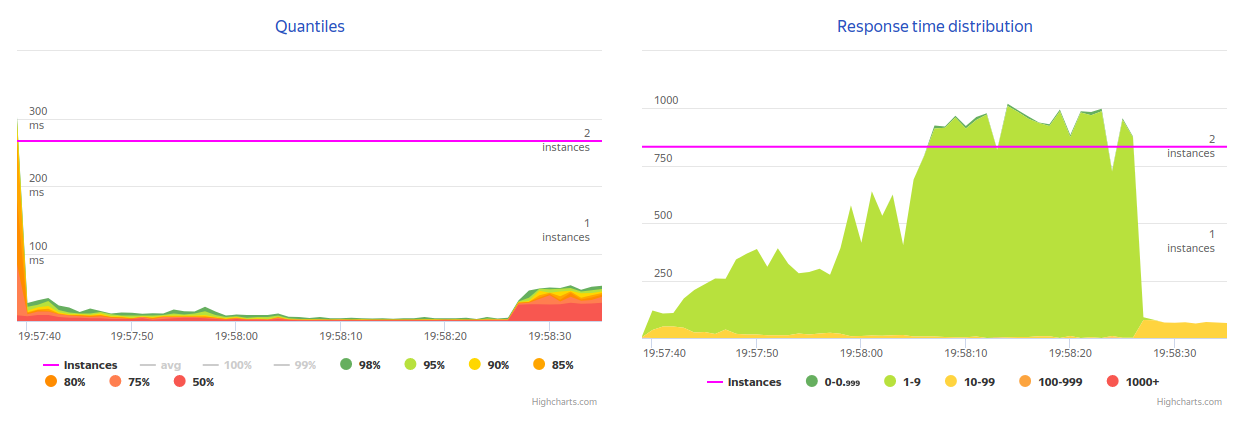 Quantiles
300
ms
2
instances
200
ms
1
instances
100
ms
19:57:40 19:57:50 19:58:00 19:58:10 19:58:20 19:58:30
Instances avg 100% 99% 98% 95% 90% 85%
80% 75% 50%
Highcharts.com
Response time distribution
1000
2
instances
750
500
1
instances
250
19:57:40 19:57:50 19:58:00 19:58:10 19:58:20 19:58:30
Instances 0-0.999 1-9 10-99 100-999 1000+
Highcharts.com